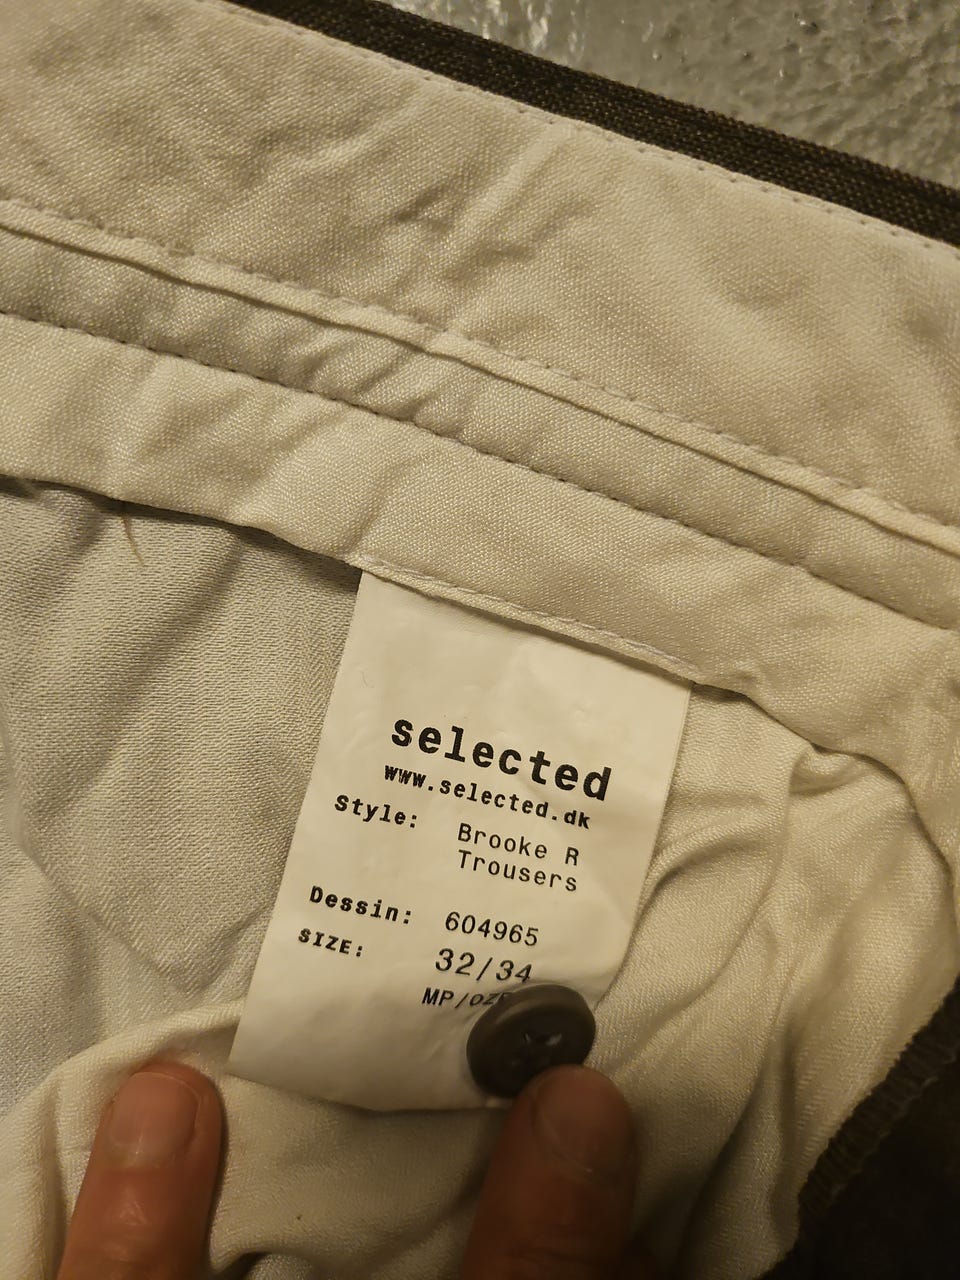 selected
www.selected.dk
Style: Brooke R
Trousers
Dessin: 604965
SIZE: 32/34